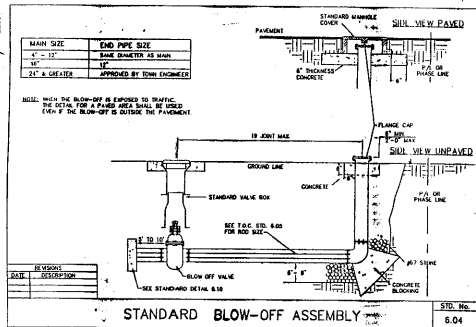 STANDARD MANHOLE
COVER
SIDE VIEW PAVED
PAVEMENT
MAIN SIZE
END PIPE SIZE
4" - 12"
SAME DIAMETER AS MAIN
16"
12"
24" & GREATER
APPROVED BY TOWN ENGINEER
6" THICKNESS
CONCRETE
6"
P/L OR
PHASE LINE
NOTE: WHEN THE BLOW-OFF IS EXPOSED TO TRAFFIC,
THE DETAIL FOR A PAVED AREA SHALL BE USED
EVEN IF THE BLOW-OFF IS OUTSIDE THE PAVEMENT.
FLANGE CAP
6" MIN
2'-0" MAX
19 JOINT MAX
SIDE VIEW UNPAVED
GROUND LINE
CONCRETE
P/L OR
PHASE LINE
STANDARD VALVE BOX
SEE T.O.C. STD. 6.05
FOR ROD SIZE
TO 10'
#67 STONE
BLOW OFF VALVE
CONCRETE
BLOCKING
SEE STANDARD DETAIL 6.10
REVISIONS
DATE DESCRIPTION
STANDARD BLOW-OFF ASSEMBLY
STD. No.
6.04